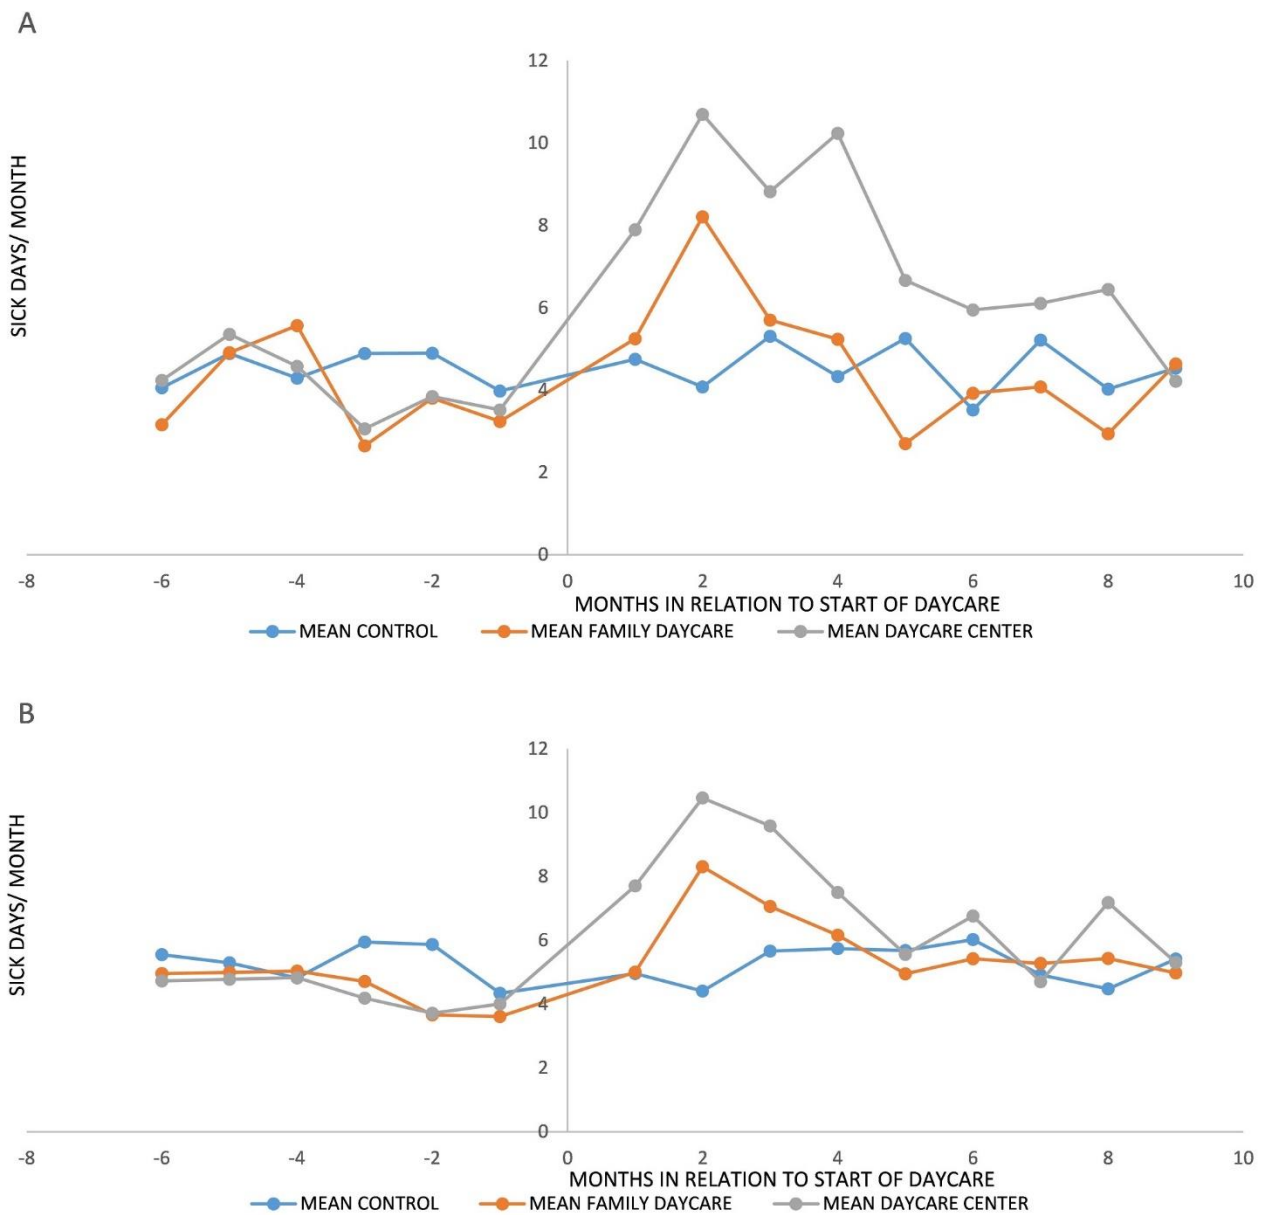 A
12
10
8
6
4
2
0
SICK DAYS/ MONTH
-8 -6 -4 -2 0 2 4 6 8 10
MONTHS IN RELATION TO START OF DAYCARE
MEAN CONTROL MEAN FAMILY DAYCARE MEAN DAYCARE CENTER
B
12
10
8
6
4
2
0
SICK DAYS/ MONTH
-8 -6 -4 -2 0 2 4 6 8 10
MONTHS IN RELATION TO START OF DAYCARE
MEAN CONTROL MEAN FAMILY DAYCARE MEAN DAYCARE CENTER